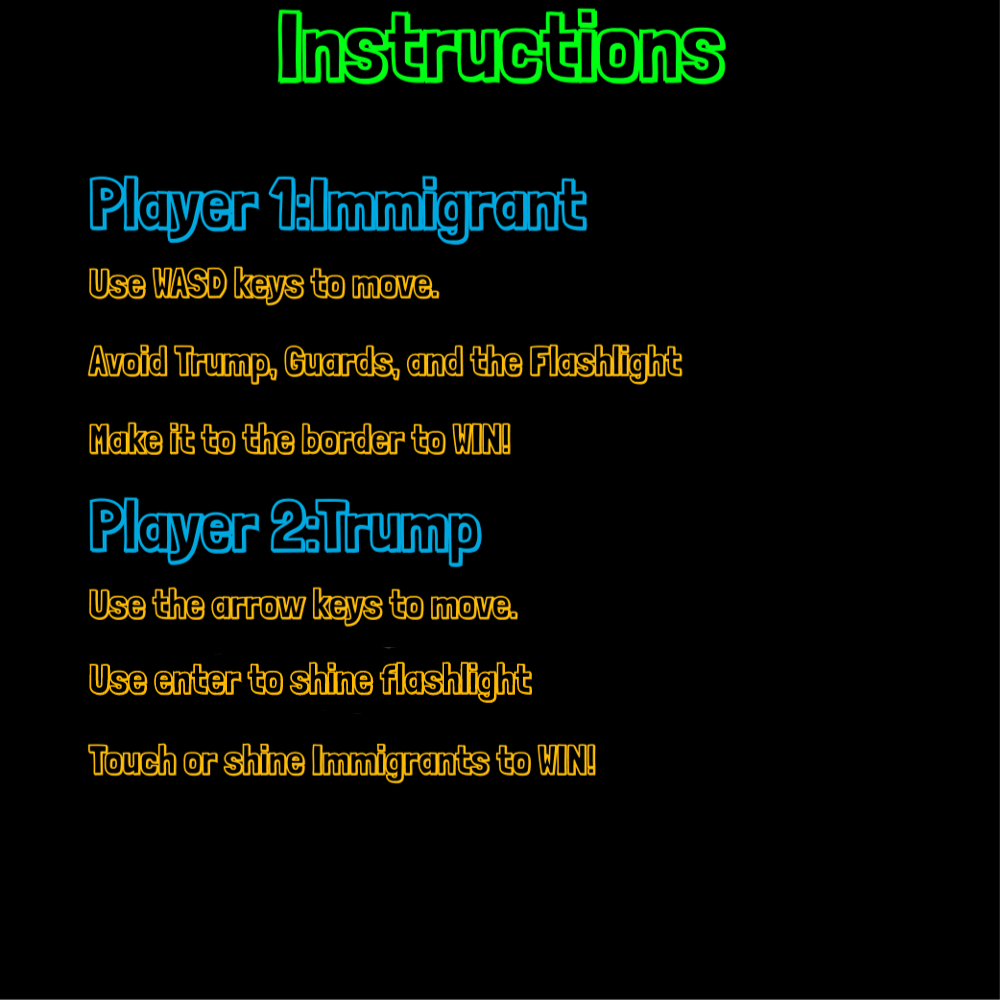 Instructions
Player 1:Immigrant
Use WASD keys to move.
Avoid Trump, Guards, and the Flashlight
Make it to the border to WIN!
Player 2:Trump
Use the arrow keys to move.
Use enter to shine flashlight
Touch or shine Immigrants to WIN!